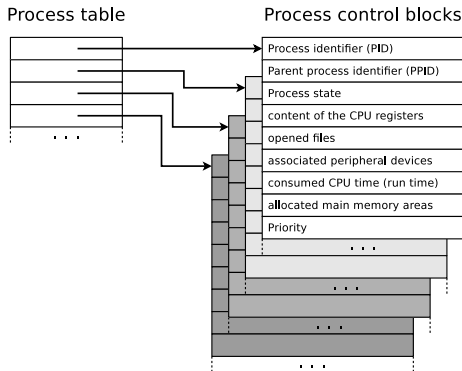 Process table
Process control blocks
Process identifier (PID)
Parent process identifier (PPID)
Process state
content of the CPU registers
opened files
associated peripheral devices
consumed CPU time (run time)
allocated main memory areas
Priority
. . .
. . .
. . .
. . .
. . .